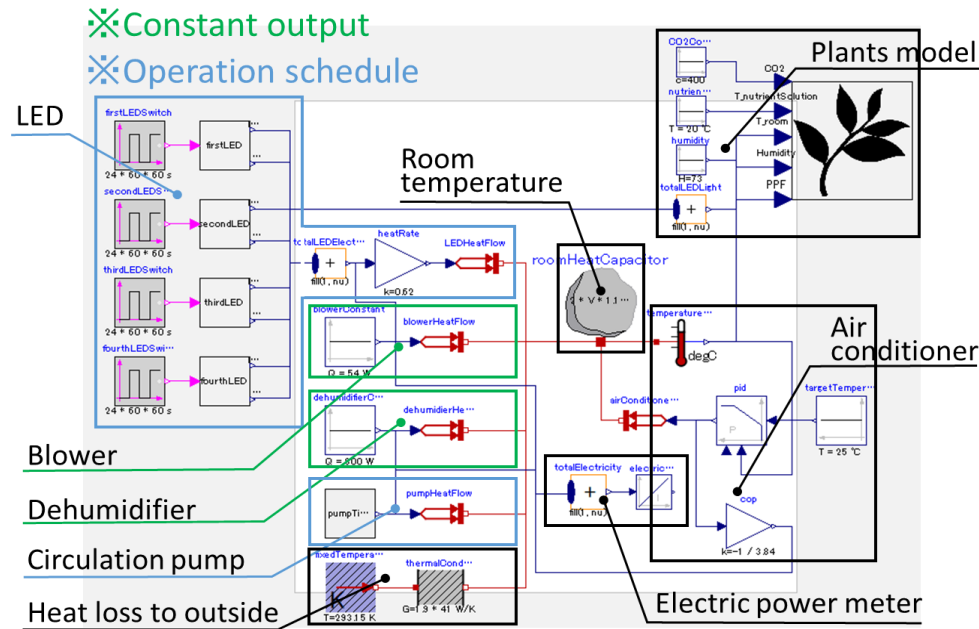 ※Constant output
※Operation schedule
LED
firstLEDSwitch
24 * 60 * 60 s
firstLED
...
...
secondLEDS···
24 * 60 * 60 s
secondLED
...
...
thirdLEDSwitch
24 * 60 * 60 s
thirdLED
...
...
fourthLEDSwi···
24 * 60 * 60 s
fourthLED
...
...
+
fill(1, nu)
heatRate
k=0.62
LEDHeatFlow
Room
temperature
roomHeatCapacitor
CO2Co···
c=400
nutrien···
T = 20 ℃
humidity
H=73
totalLEDLight
+
fill(1, nu)
CO2
T_nutrientSolution
T_room
Humidity
PPF
Plants model
blowerConstant
Q = 54 W
blowerHeatFlow
dehumidifierC···
dehumidierHe···
pumpTi···
pumpHeatFlow
fixedTempera···
K
T=293.15 K
thermalCond···
G=1.9 * 41 W/K
temperature···
degC
Air
conditioner
airConditione···
pid
P
targetTemper···
T = 25 ℃
cop
k=-1 / 3.84
totalElectricity
+
fill(1, nu)
electric···
I
Blower
Dehumidifier
Circulation pump
Heat loss to outside
Electric power meter